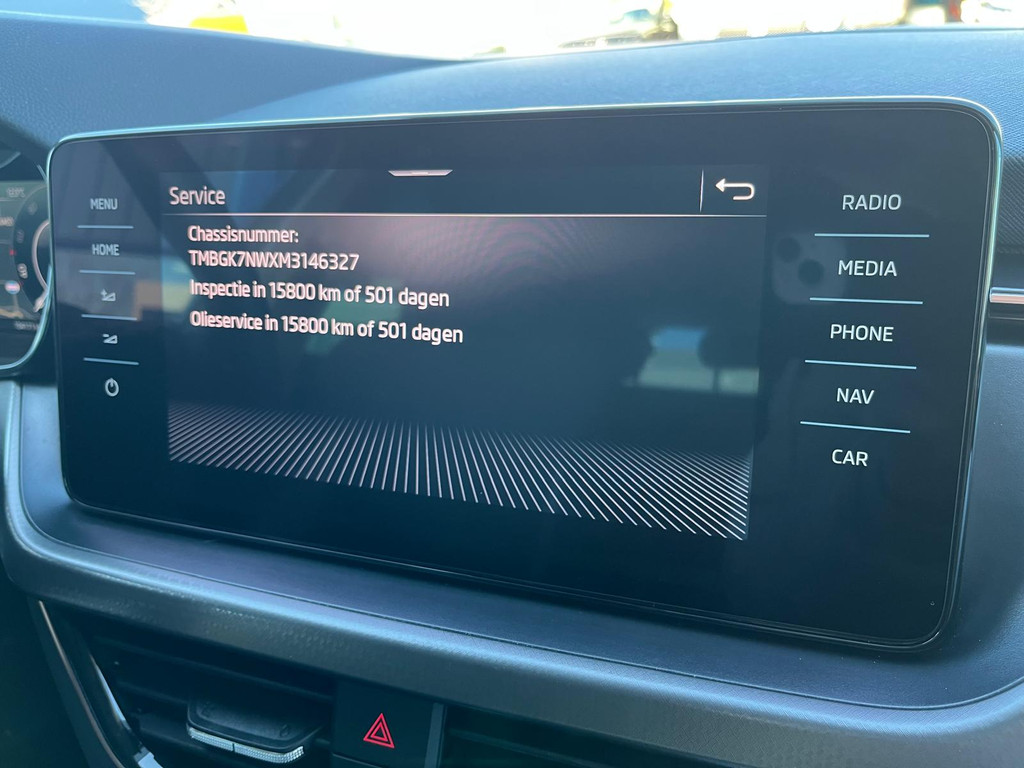 Service
Chassisnummer:
TMBGK7NWXM3146327
Inspectie in 15800 km of 501 dagen
Olieservice in 15800 km of 501 dagen
MENU
HOME
RADIO
MEDIA
PHONE
NAV
CAR